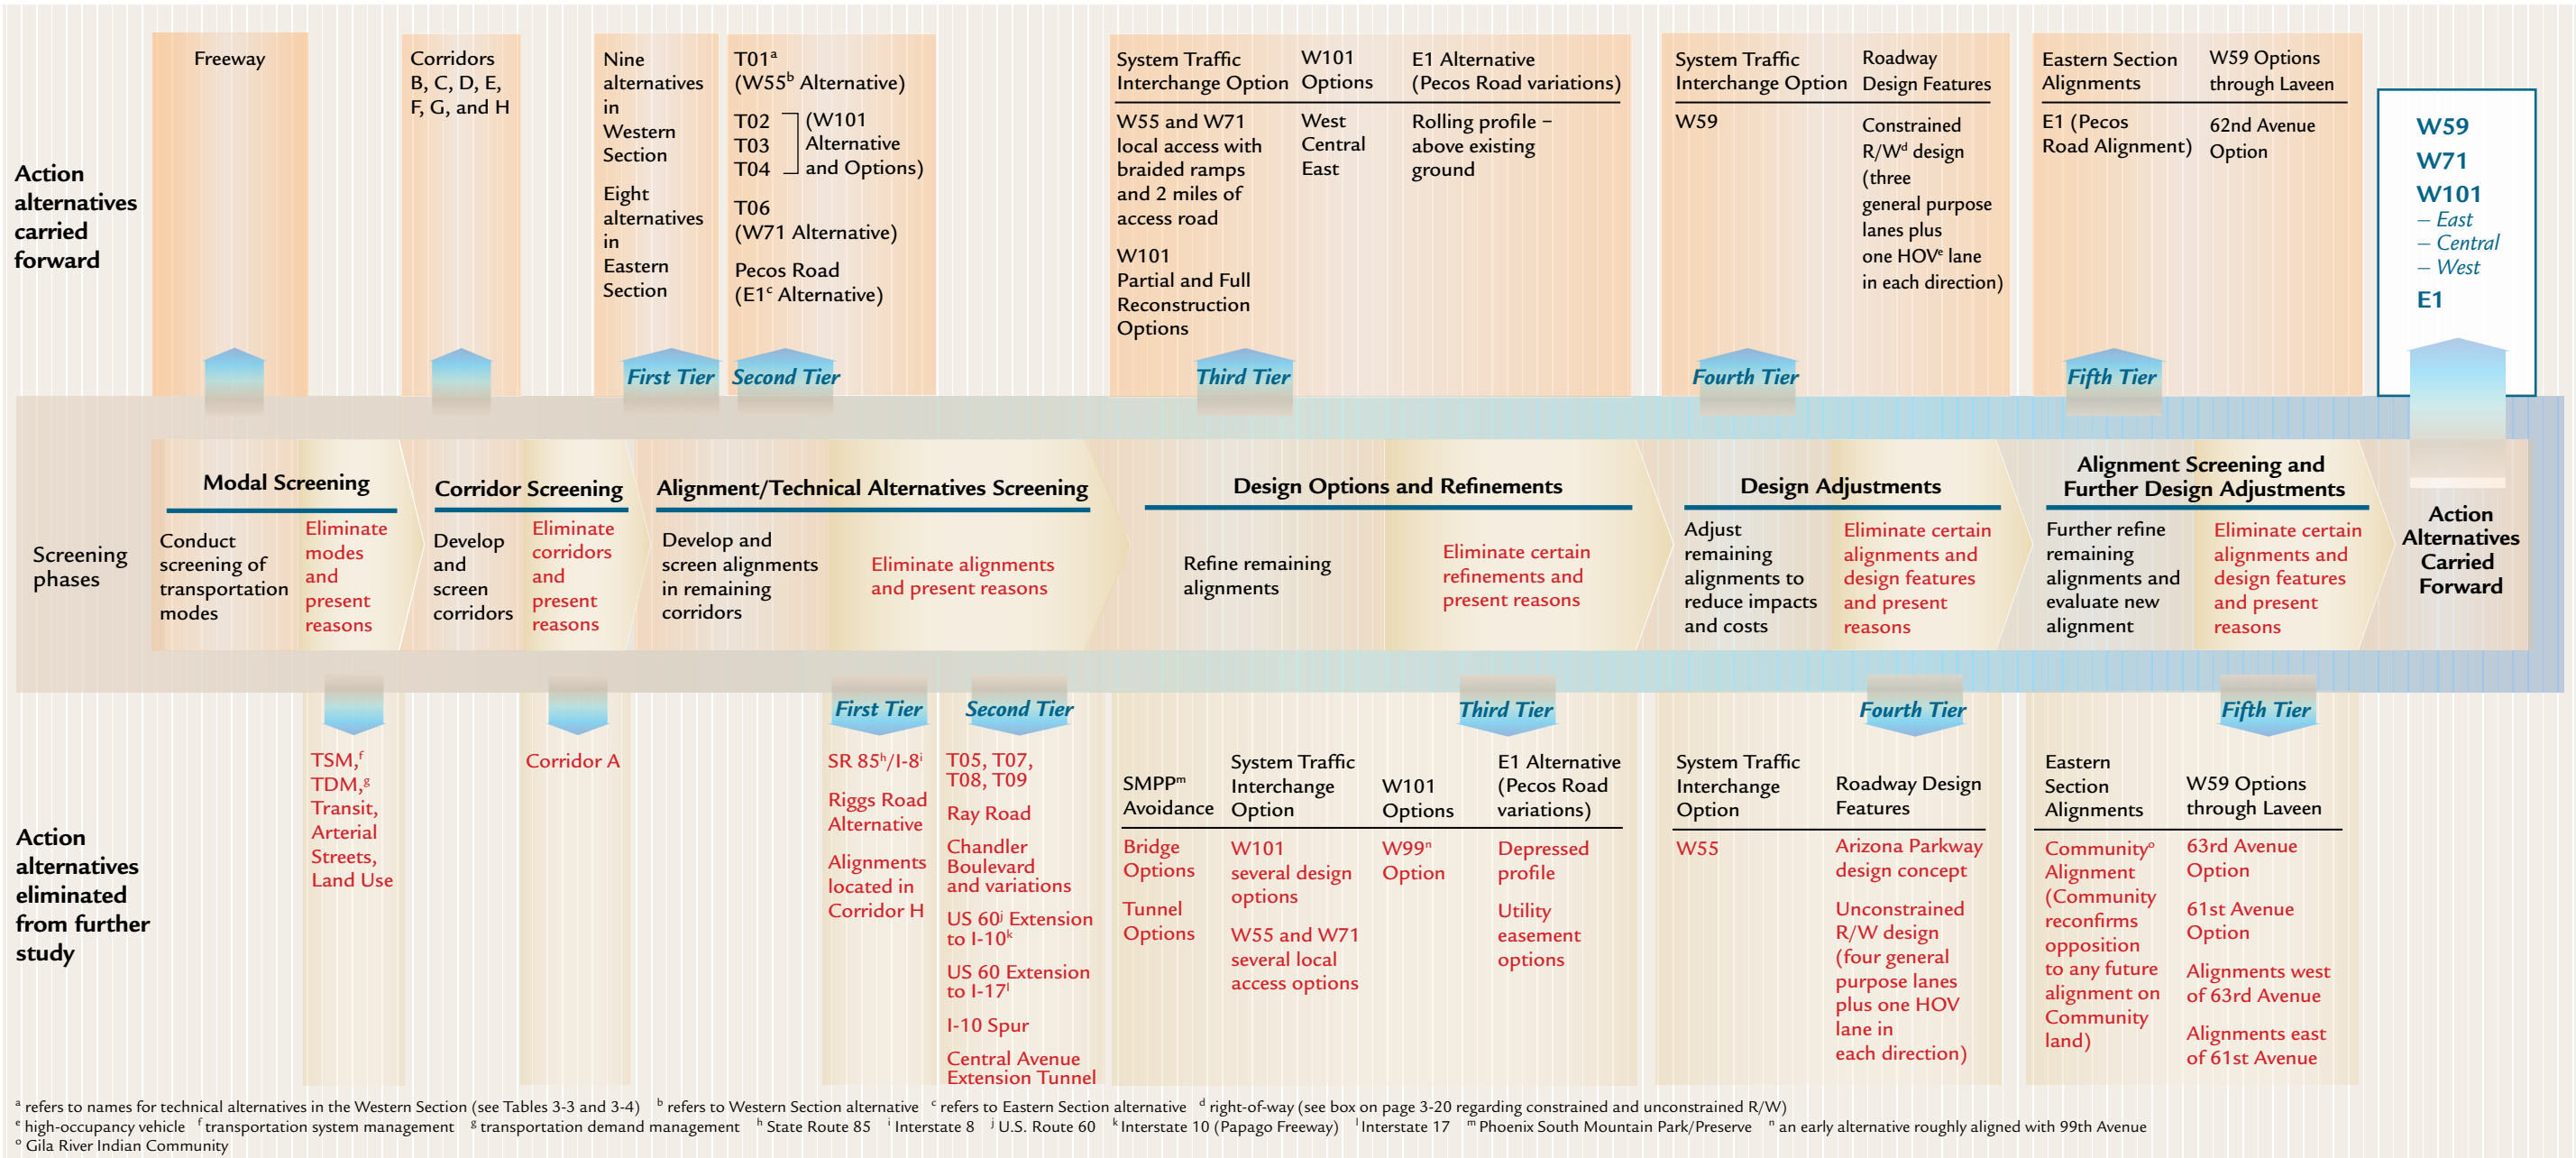 Action
alternatives
carried
forward
Freeway
Corridors
B, C, D, E,
F, G, and H
Nine
alternatives
in
Western
Section
Eight
alternatives
in
Eastern
Section
First Tier
T01a
(W55b Alternative)
T02
T03
T04
(W101
Alternative
and Options)
T06
(W71 Alternative)
Pecos Road
(E1c Alternative)
Second Tier
System Traffic
Interchange Option
W55 and W71
local access with
braided ramps
and 2 miles of
access road
W101
Partial and Full
Reconstruction
Options
W101
Options
West
Central
East
E1 Alternative
(Pecos Road variations)
Rolling profile –
above existing
ground
Third Tier
System Traffic
Interchange Option
W59
Roadway
Design Features
Constrained
R/Wd design
(three
general purpose
lanes plus
one HOVe lane
in each direction)
Fourth Tier
Eastern Section
Alignments
E1 (Pecos
Road Alignment)
W59 Options
through Laveen
62nd Avenue
Option
Fifth Tier
W59
W71
W101
– East
– Central
– West
E1
Screening
phases
Modal Screening
Conduct
screening of
transportation
modes
Eliminate
modes
and
present
reasons
Corridor Screening
Develop
and
screen
corridors
Eliminate
corridors
and
present
reasons
Alignment/Technical Alternatives Screening
Develop and
screen alignments
in remaining
corridors
Eliminate alignments
and present reasons
Design Options and Refinements
Refine remaining
alignments
Eliminate certain
refinements and
present reasons
Design Adjustments
Adjust
remaining
alignments to
reduce impacts
and costs
Eliminate certain
alignments and
design features
and present
reasons
Alignment Screening and
Further Design Adjustments
Further refine
remaining
alignments and
evaluate new
alignment
Eliminate certain
alignments and
design features
and present
reasons
Action
Alternatives
Carried
Forward
Action
alternatives
eliminated
from further
study
TSM,f
TDM,g
Transit,
Arterial
Streets,
Land Use
Corridor A
First Tier
SR 85h/I-8i
Riggs Road
Alternative
Alignments
located in
Corridor H
Second Tier
T05, T07,
T08, T09
Ray Road
Chandler
Boulevard
and variations
US 60j Extension
to I-10k
US 60 Extension
to I-17l
I-10 Spur
Central Avenue
Extension Tunnel
Third Tier
SMPPm
Avoidance
Bridge
Options
Tunnel
Options
System Traffic
Interchange
Option
W101
several design
options
W55 and W71
several local
access options
W101
Options
W99n
Option
E1 Alternative
(Pecos Road
variations)
Depressed
profile
Utility
easement
options
Fourth Tier
System Traffic
Interchange
Option
W55
Roadway Design
Features
Arizona Parkway
design concept
Unconstrained
R/W design
(four general
purpose lanes
plus one HOV
lane in
each direction)
Fifth Tier
Eastern
Section
Alignments
Communityo
Alignment
(Community
reconfirms
opposition
to any future
alignment on
Community
land)
W59 Options
through Laveen
63rd Avenue
Option
61st Avenue
Option
Alignments west
of 63rd Avenue
Alignments east
of 61st Avenue
a refers to names for technical alternatives in the Western Section (see Tables 3-3 and 3-4) b refers to Western Section alternative c refers to Eastern Section alternative d right-of-way (see box on page 3-20 regarding constrained and unconstrained R/W)
e high-occupancy vehicle f transportation system management g transportation demand management h State Route 85 i Interstate 8 j U.S. Route 60 k Interstate 10 (Papago Freeway) l Interstate 17 m Phoenix South Mountain Park/Preserve n an early alternative roughly aligned with 99th Avenue
o Gila River Indian Community